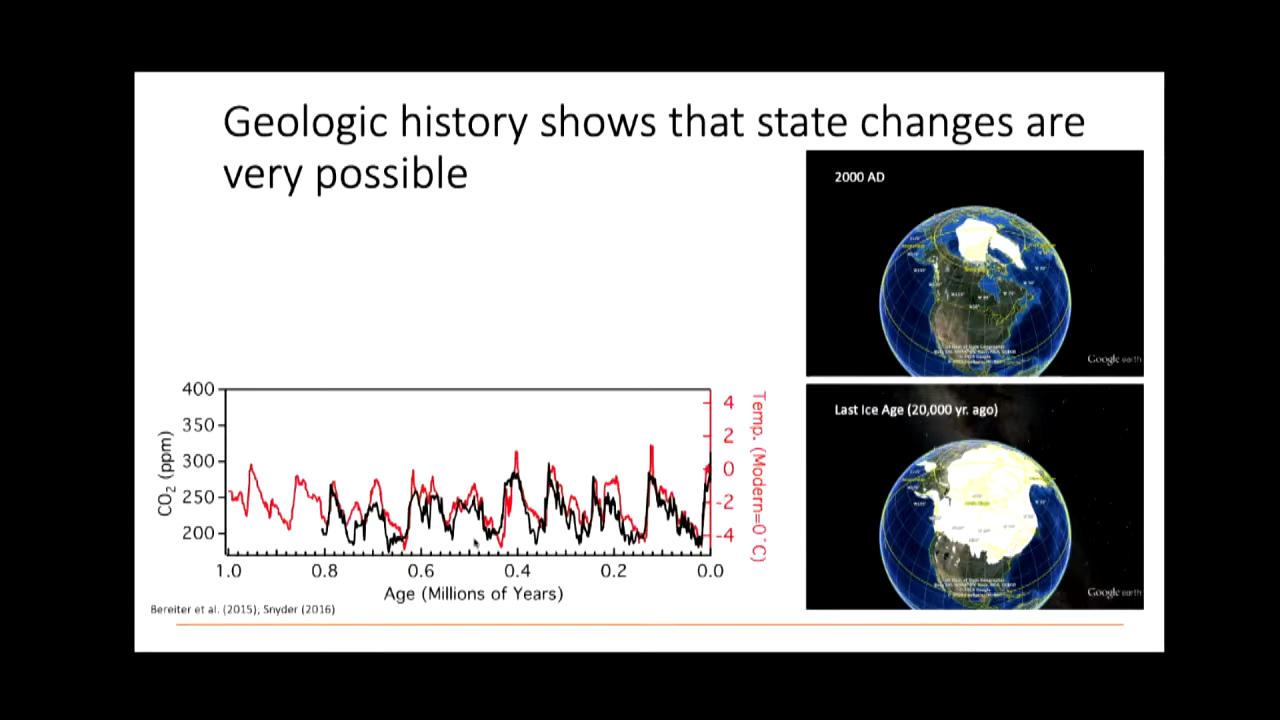 Geologic history shows that state changes are
very possible
2000 AD
Google earth
400
350
300
250
200
CO₂ (ppm)
4
2
0
-2
-4
Temp. (Modern=0°C)
1.0 0.8 0.6 0.4 0.2 0.0
Age (Millions of Years)
Bereiter et al. (2015); Snyder (2016)
Last Ice Age (20,000 yr. ago)
Google earth